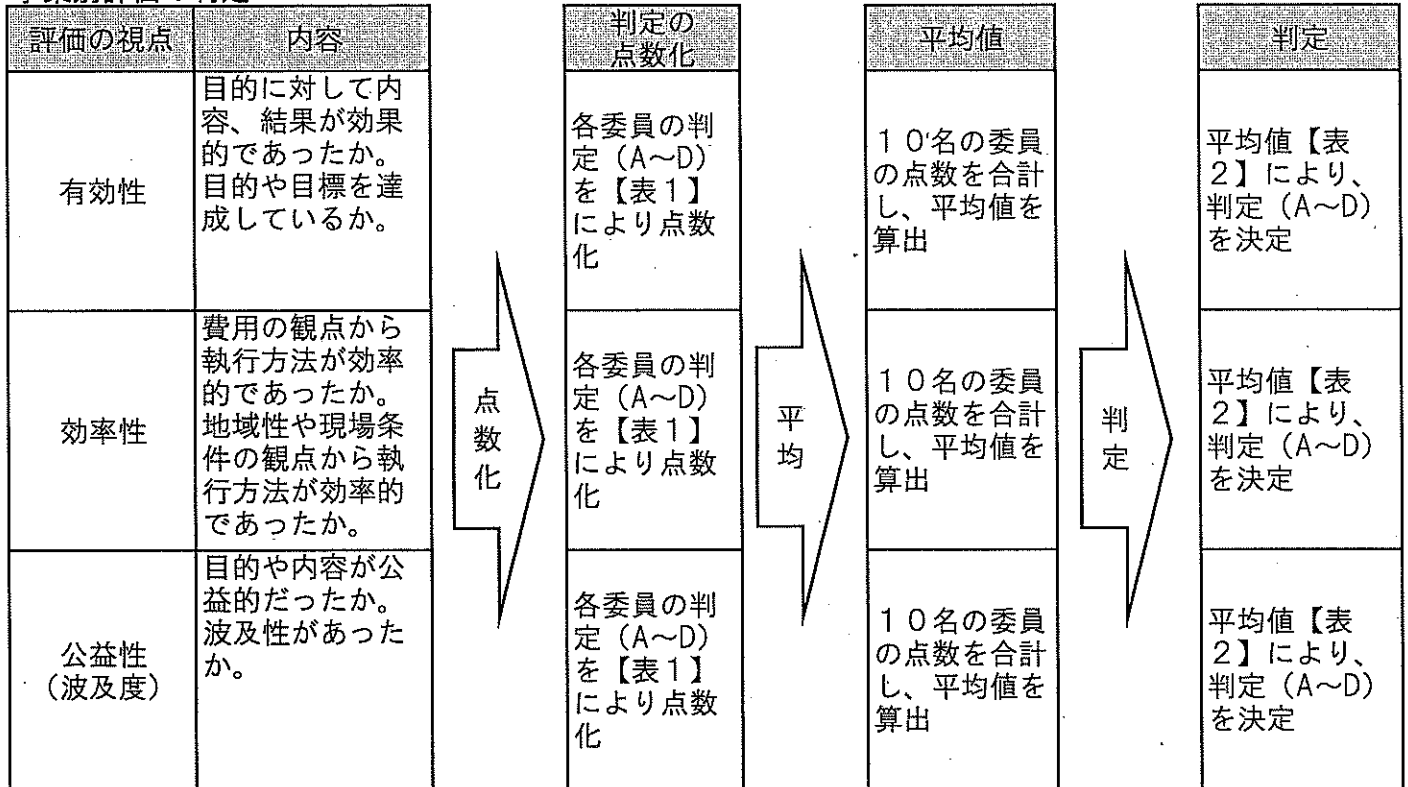 評価の視点
内容
判定の
点数化
平均値
判定
有効性
目的に対して内
容、結果が効果
的であったか。
目的や目標を達
成しているか。
各委員の判
定（A～D）
を【表１】
により点数
化
１０名の委員
の点数を合計
し、平均値を
算出
平均値【表
２】により、
判定（A～D）
を決定
効率性
費用の観点から
執行方法が効率
的であったか。
地域性や現場条
件の観点から執
行方法が効率的
であったか。
点
数
化
各委員の判
定（A～D）
を【表１】
により点数
化
平
均
１０名の委員
の点数を合計
し、平均値を
算出
判
定
平均値【表
２】により、
判定（A～D）
を決定
公益性
（波及度）
目的や内容が公
益的だったか。
波及性があった
か。
各委員の判
定（A～D）
を【表１】
により点数
化
１０名の委員
の点数を合計
し、平均値を
算出
平均値【表
２】により、
判定（A～D）
を決定